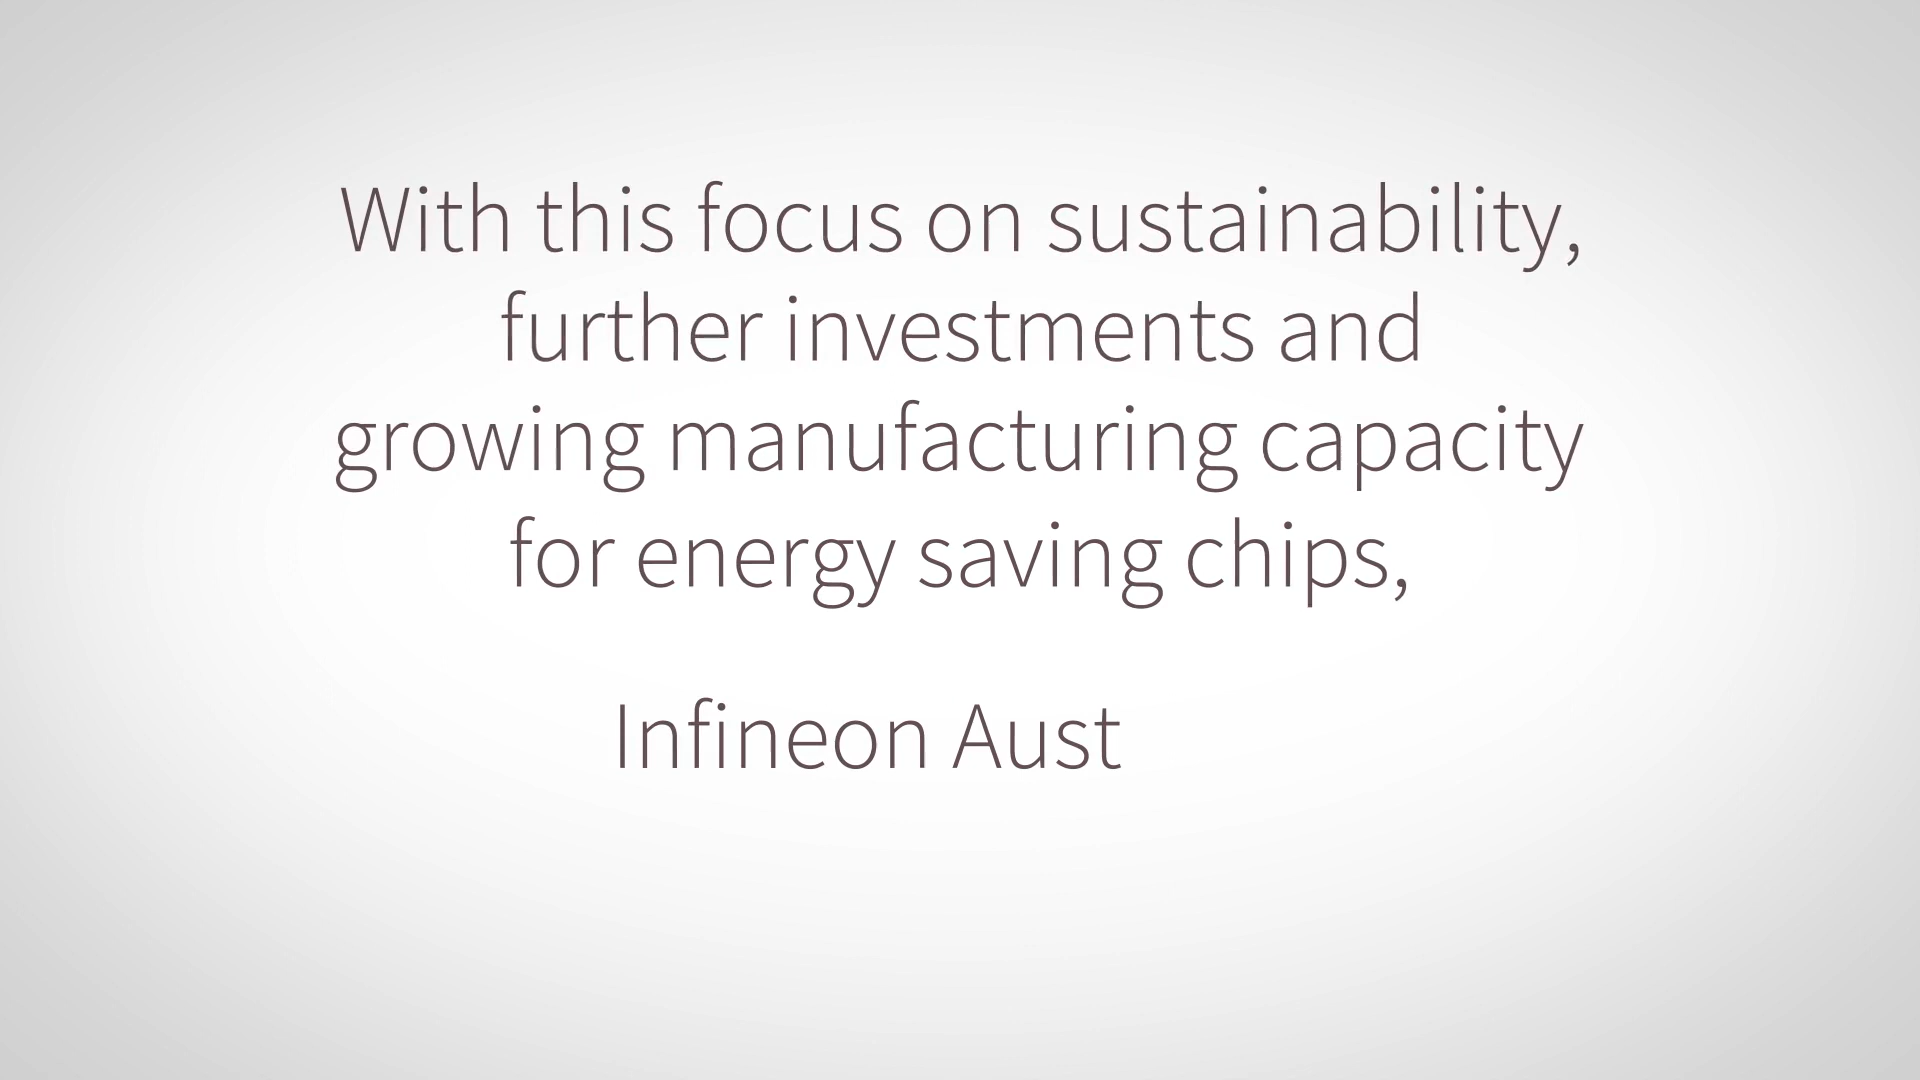 With this focus on sustainability,
further investments and
growing manufacturing capacity
for energy saving chips,
Infineon Aust